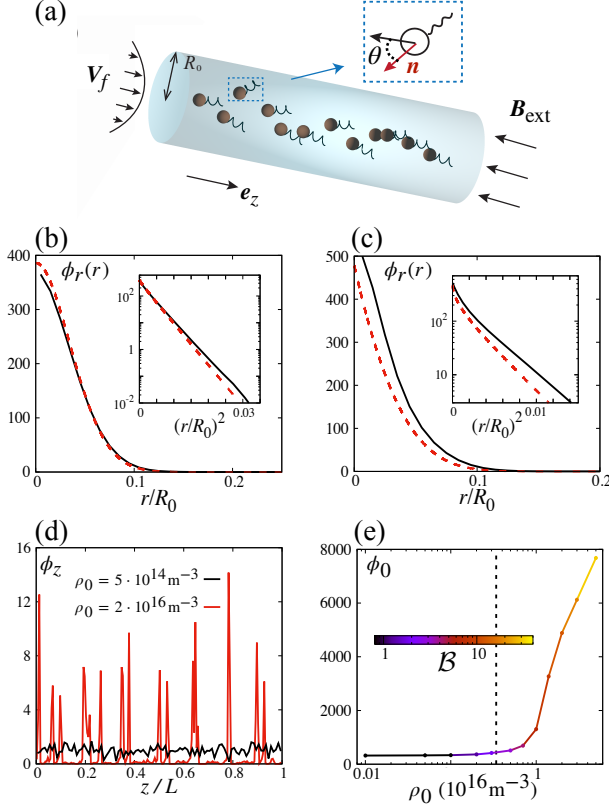 (a)
V_f
R_0
θ
n
B_ext
e_z
(b)
400
300
200
100
0
ϕ_r(r)
10^2
1
10^-2
0
0.03
(r/R_0)^2
0
0.1
0.2
r/R_0
(c)
500
400
300
200
100
0
ϕ_r(r)
10^2
10
0
0.01
(r/R_0)^2
0
0.1
0.2
r/R_0
(d)
16
12
8
4
0
ϕ_z
ρ_0 = 5 · 10^14 m^-3
ρ_0 = 2 · 10^16 m^-3
0
0.2
0.4
0.6
0.8
1
z / L
(e)
8000
6000
4000
2000
0
ϕ_0
1
10
B
0.01
1
ρ_0 (10^16 m^-3)